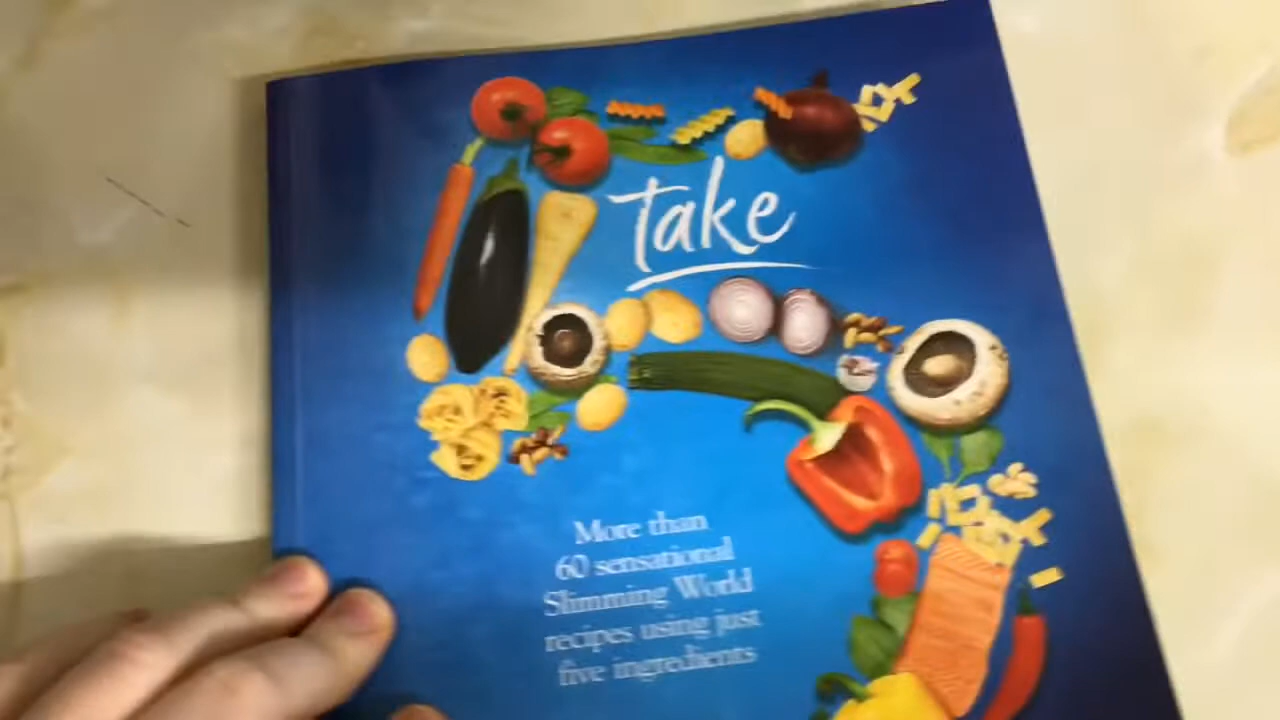 take
More than
60 sensational
Slimming World
recipes using just
five ingredients